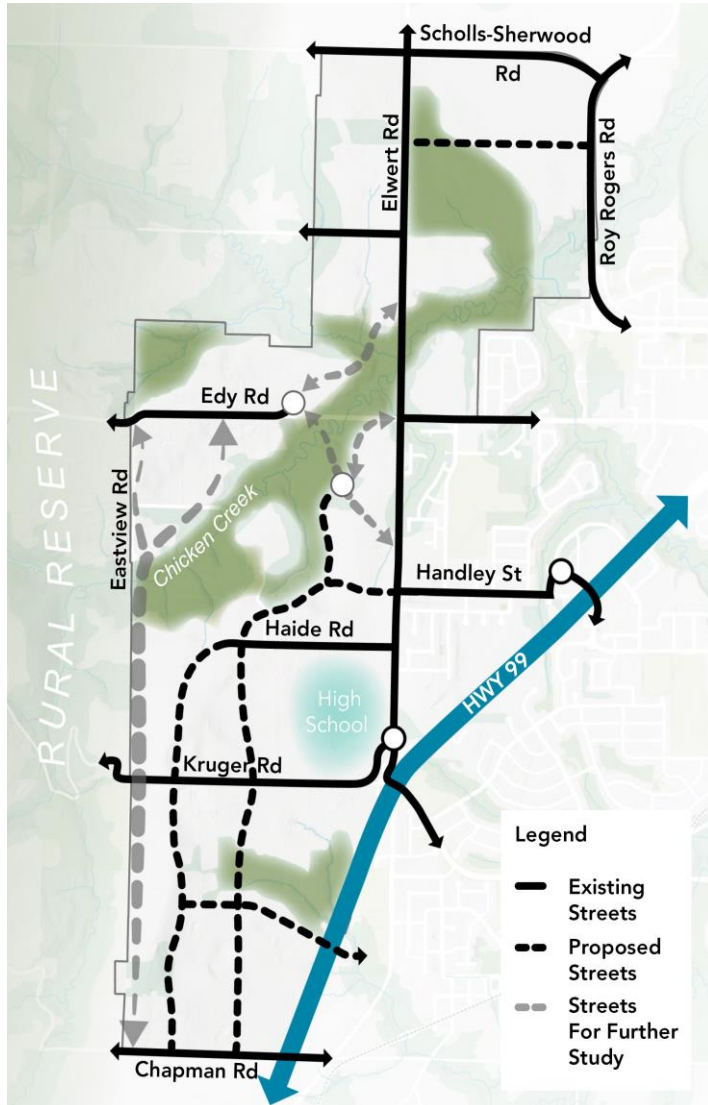 Scholls-Sherwood
Rd
Elwert Rd
Roy Rogers Rd
Edy Rd
RURAL RESERVE
Eastview Rd
Chicken Creek
Handley St
Haide Rd
HWY 99
High
School
Kruger Rd
Chapman Rd
Legend
Existing
Streets
Proposed
Streets
Streets
For Further
Study